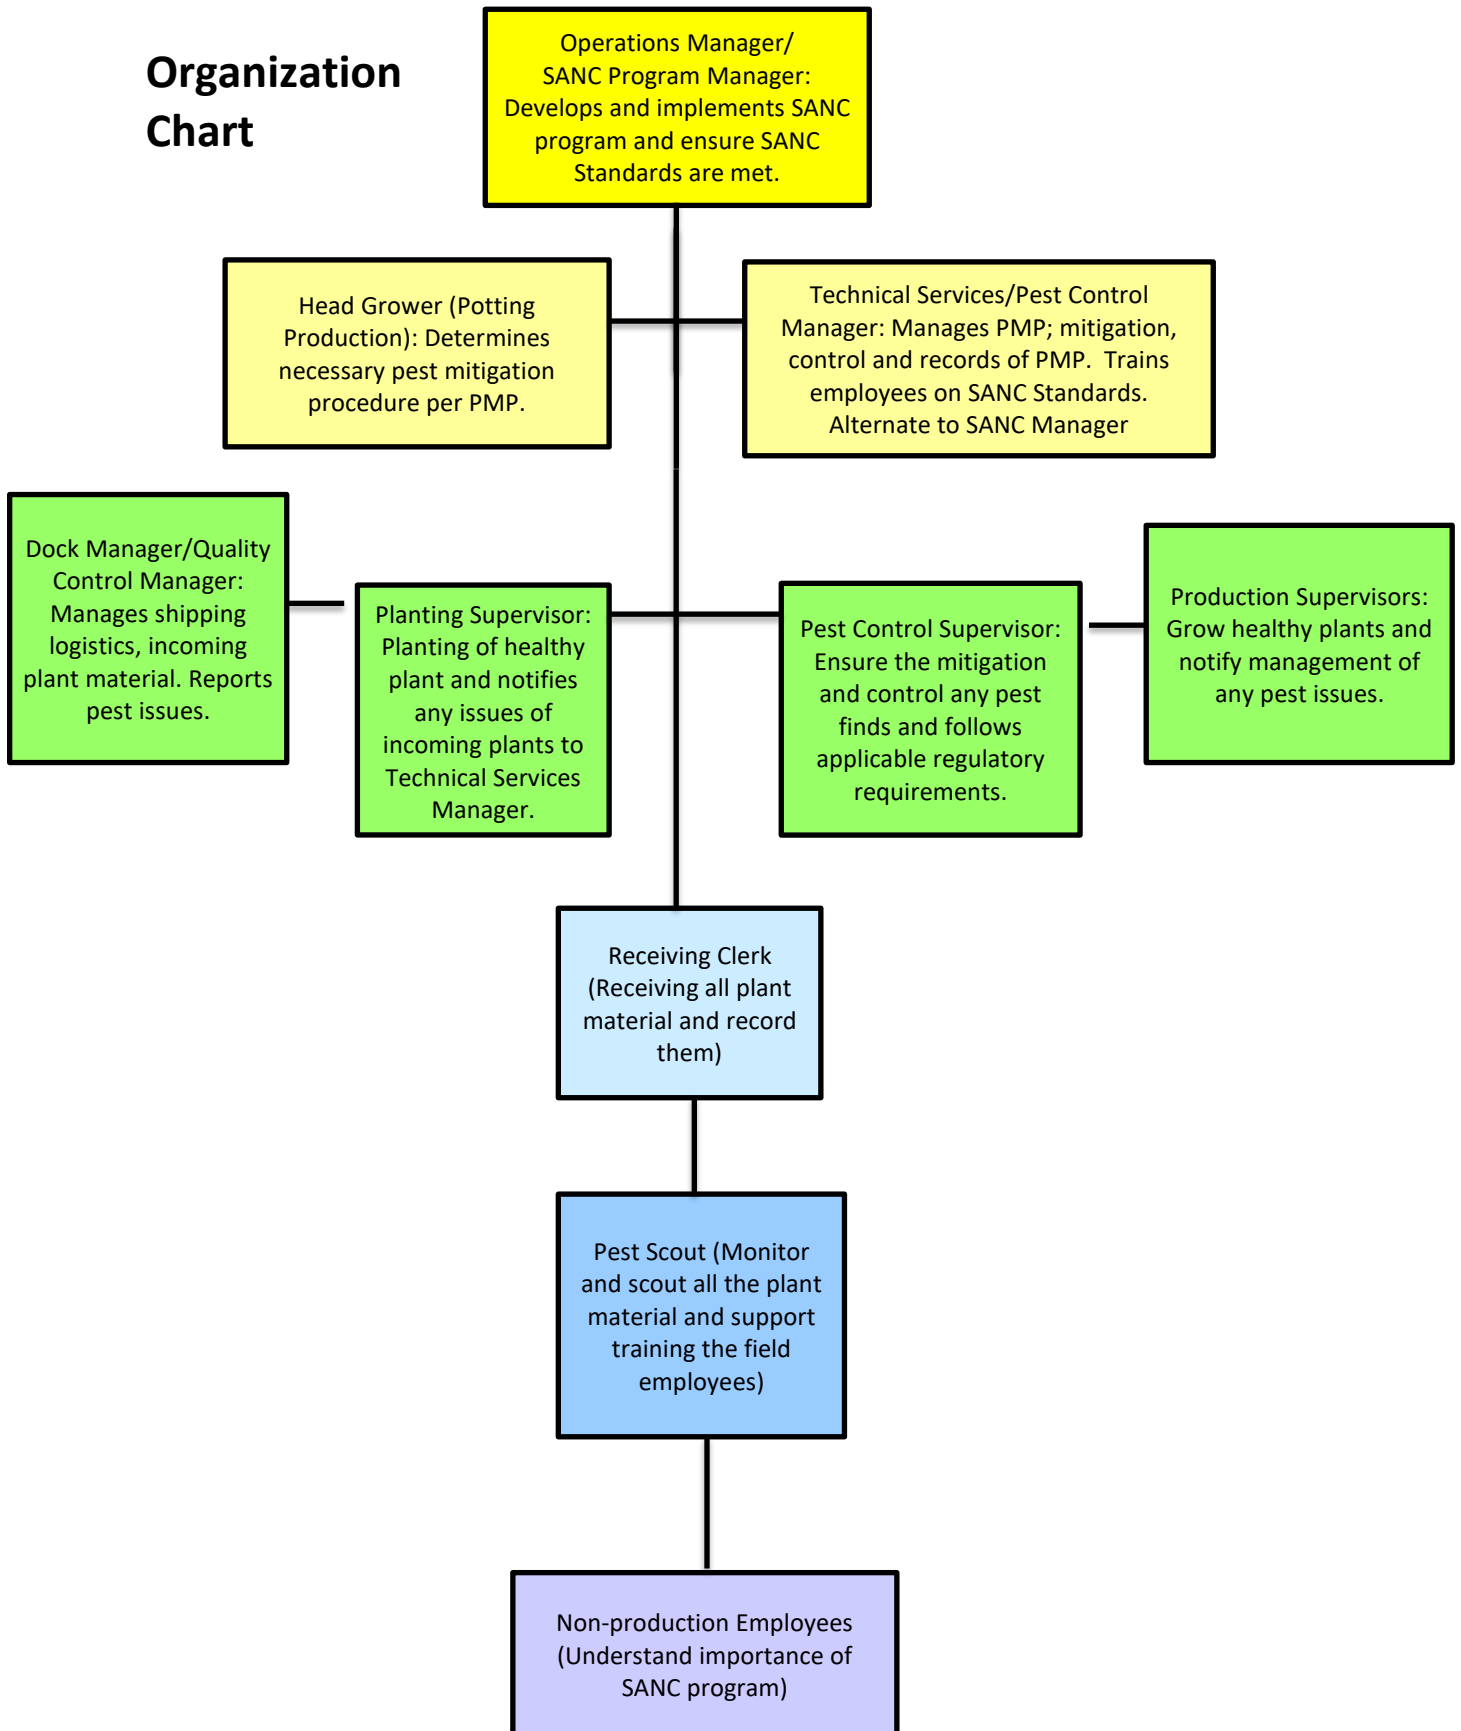 Organization
Chart
Operations Manager/
SANC Program Manager:
Develops and implements SANC
program and ensure SANC
Standards are met.
Head Grower (Potting
Production): Determines
necessary pest mitigation
procedure per PMP.
Technical Services/Pest Control
Manager: Manages PMP; mitigation,
control and records of PMP.  Trains
employees on SANC Standards.
Alternate to SANC Manager
Dock Manager/Quality
Control Manager:
Manages shipping
logistics, incoming
plant material. Reports
pest issues.
Planting Supervisor:
Planting of healthy
plant and notifies
any issues of
incoming plants to
Technical Services
Manager.
Pest Control Supervisor:
Ensure the mitigation
and control any pest
finds and follows
applicable regulatory
requirements.
Production Supervisors:
Grow healthy plants and
notify management of
any pest issues.
Receiving Clerk
(Receiving all plant
material and record
them)
Pest Scout (Monitor
and scout all the plant
material and support
training the field
employees)
Non-production Employees
(Understand importance of
SANC program)